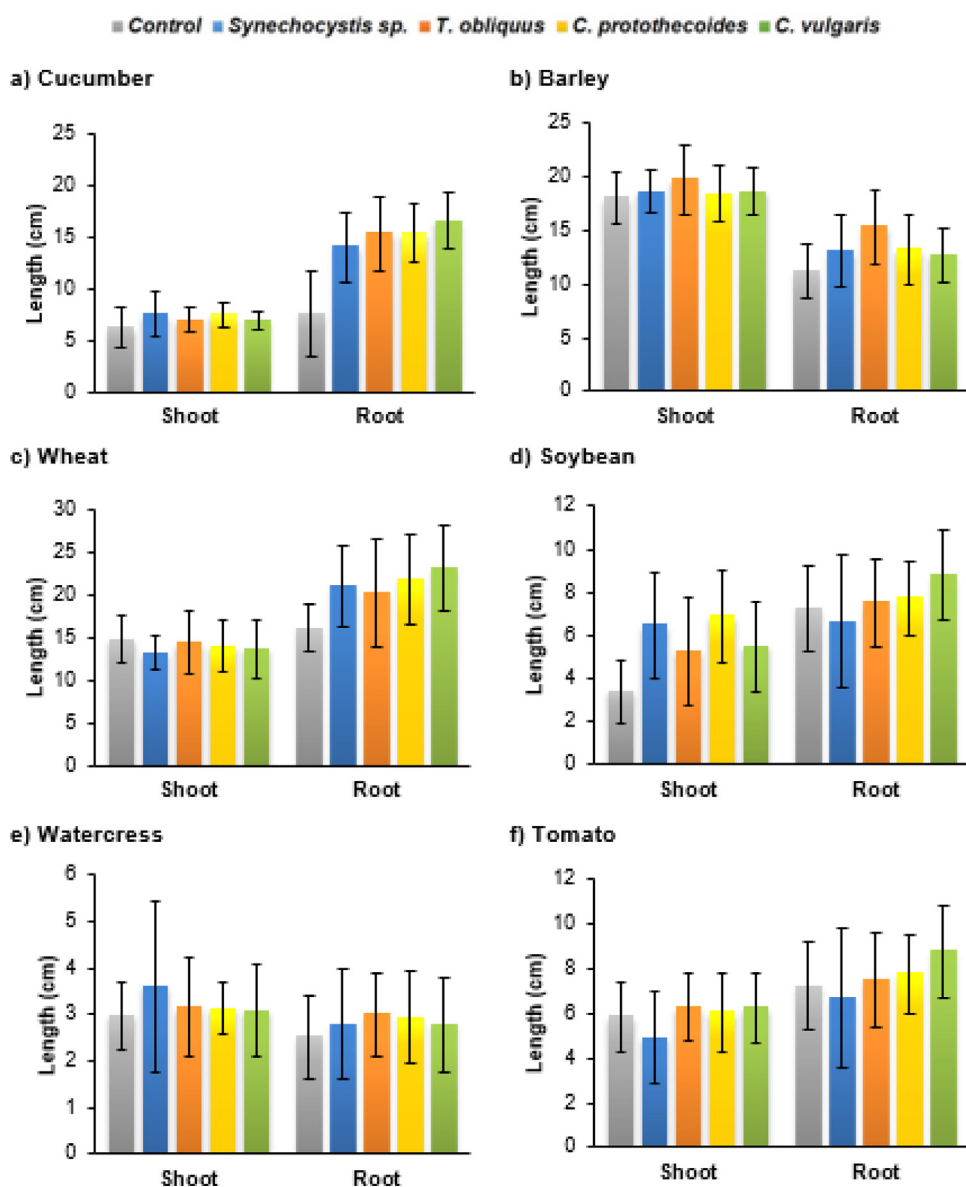 Control Synechocystis sp. T. obliquus C. protothecoides C. vulgaris
a) Cucumber
Length (cm)
25
20
15
10
5
0
Shoot Root
b) Barley
Length (cm)
25
20
15
10
5
0
Shoot Root
c) Wheat
Length (cm)
30
25
20
15
10
5
0
Shoot Root
d) Soybean
Length (cm)
12
10
8
6
4
2
0
Shoot Root
e) Watercress
Length (cm)
6
5
4
3
2
1
0
Shoot Root
f) Tomato
Length (cm)
12
10
8
6
4
2
0
Shoot Root